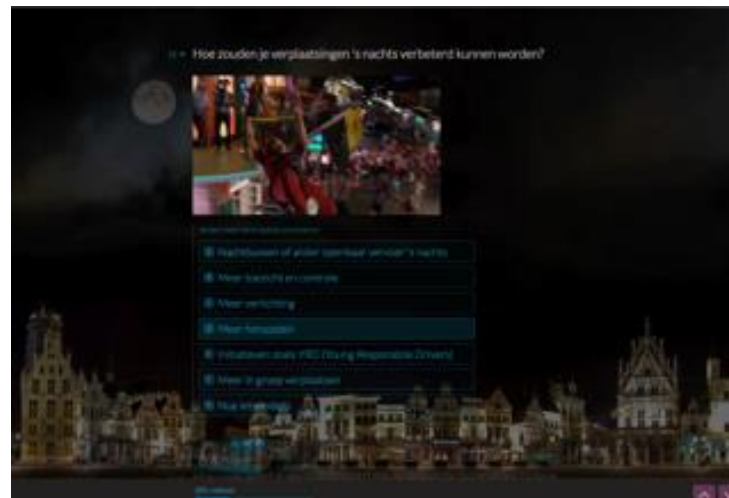 Hoe zouden je verplaatsingen 's nachts verbeterd kunnen worden?
Nachtbussen of ander openbaar vervoer 's nachts
Meer toezicht en controle
Meer verlichting
Meer fietspaden
Initiatieven zoals YRD (Young Responsible Drivers)
Meer in groep verplaatsen